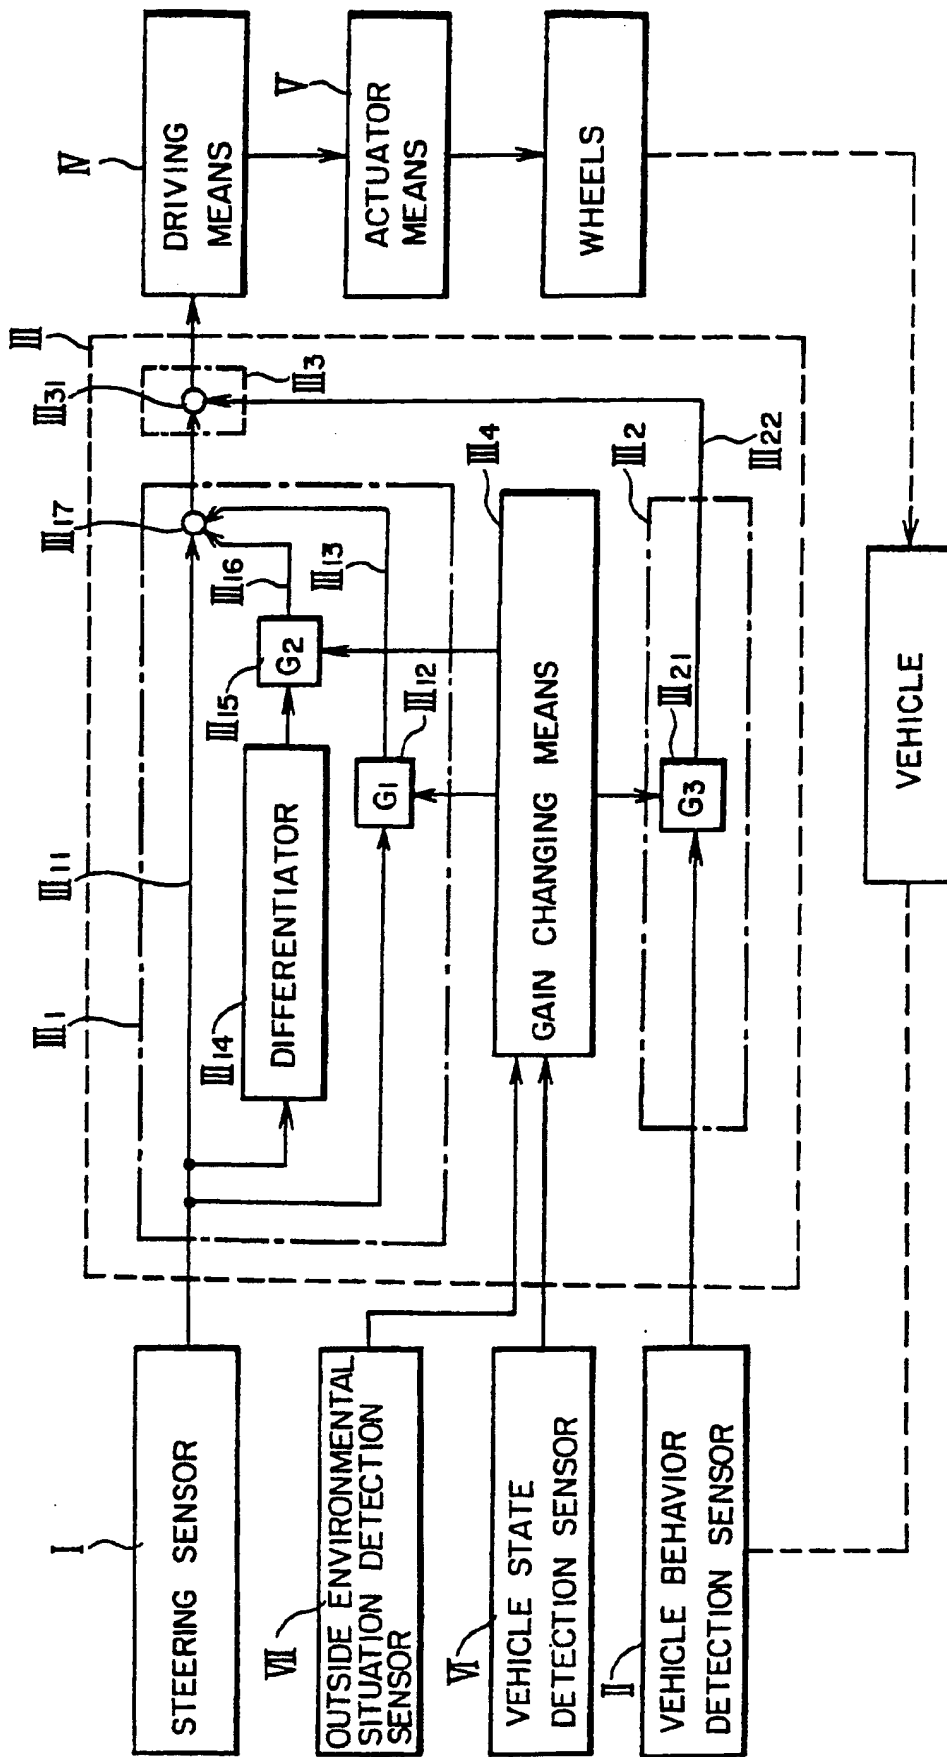 I
STEERING SENSOR
VII
OUTSIDE ENVIRONMENTAL
SITUATION DETECTION
SENSOR
VI
VEHICLE STATE
DETECTION SENSOR
II
VEHICLE BEHAVIOR
DETECTION SENSOR
III
III1
III11
III14
DIFFERENTIATOR
III15
G2
III16
III17
G1
III12
III13
GAIN CHANGING MEANS
III4
III2
G3
III21
III22
III31
III3
IV
DRIVING
MEANS
V
ACTUATOR
MEANS
WHEELS
VEHICLE